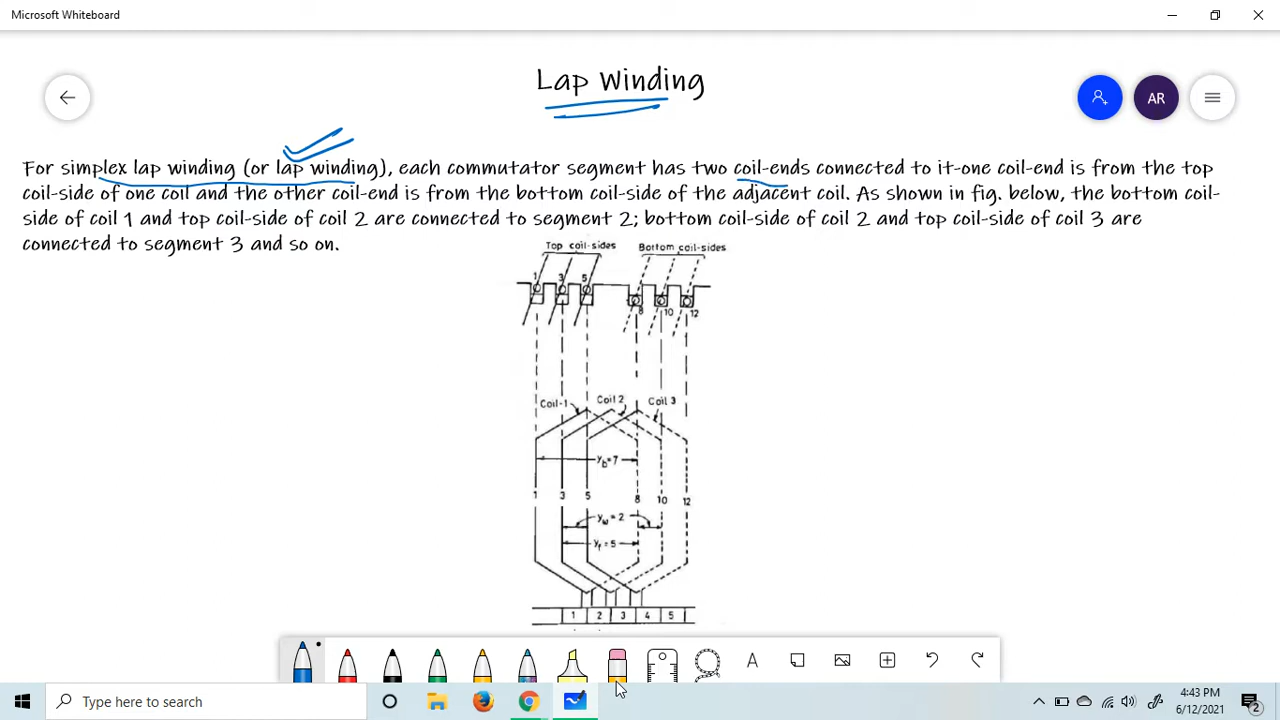 Microsoft Whiteboard
Lap Winding
AR
For simplex lap winding (or lap winding), each commutator segment has two coil-ends connected to it-one coil-end is from the top
coil-side of one coil and the other coil-end is from the bottom coil-side of the adjacent coil. As shown in fig. below, the bottom coil-
side of coil 1 and top coil-side of coil 2 are connected to segment 2; bottom coil-side of coil 2 and top coil-side of coil 3 are
connected to segment 3 and so on.
Top coil-sides Bottom coil-sides
1 3 5
8 10 12
Coil-1 Coil 2 Coil 3
yb=7
1 3 5 8 10 12
yw=2
yf=5
1 2 3 4 5
A
Type here to search
4:43 PM
6/12/2021
2